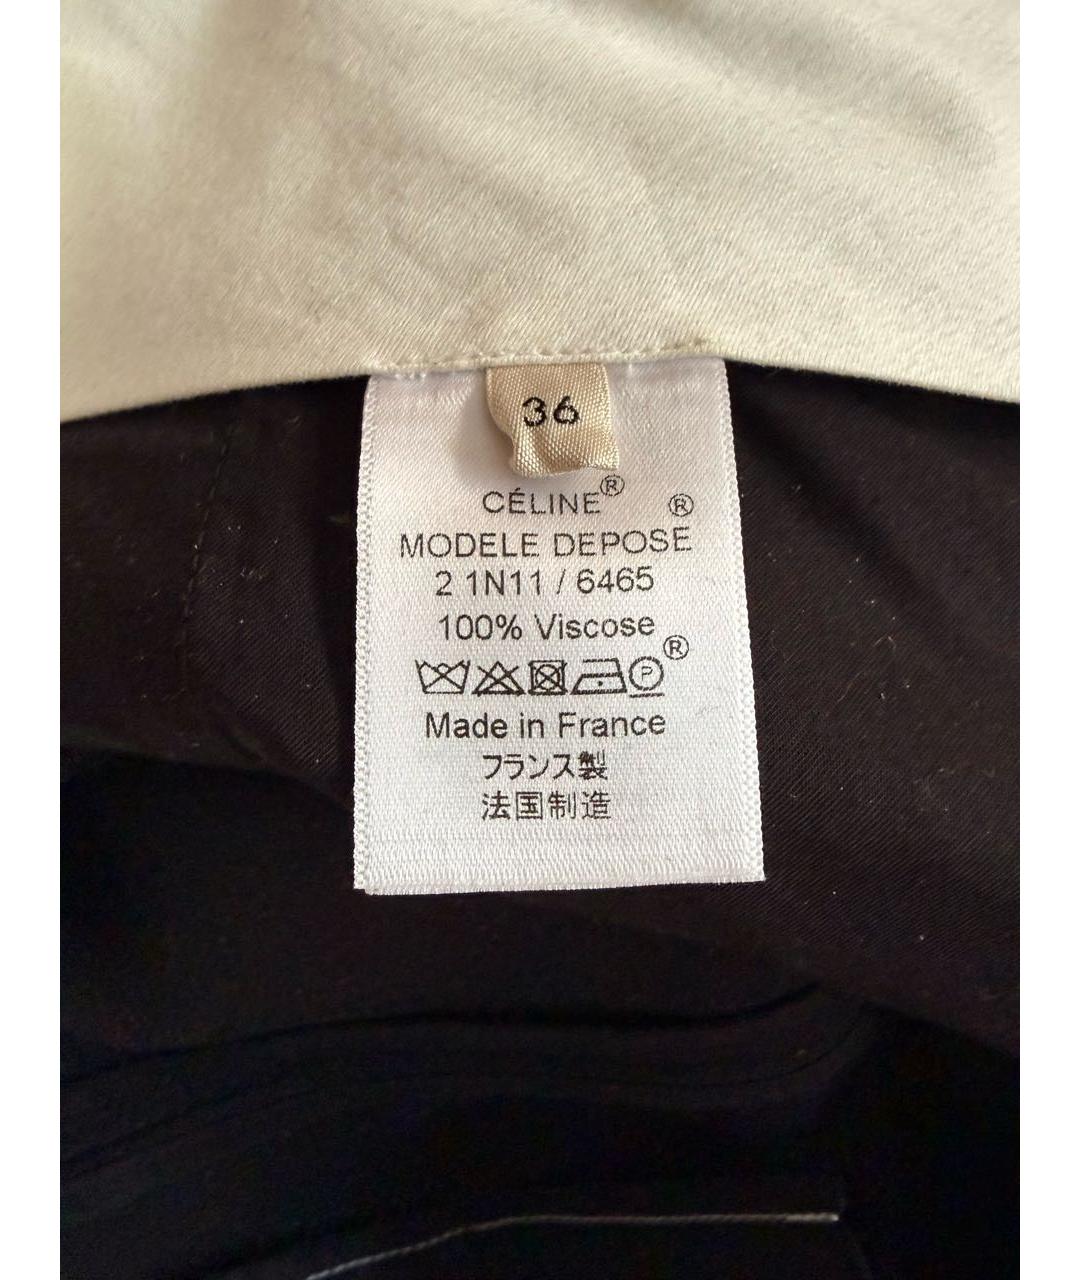 36
CÉLINE®
®
MODELE DEPOSE
2 1N11 / 6465
100% Viscose
®
P
Made in France
フランス製
法国制造